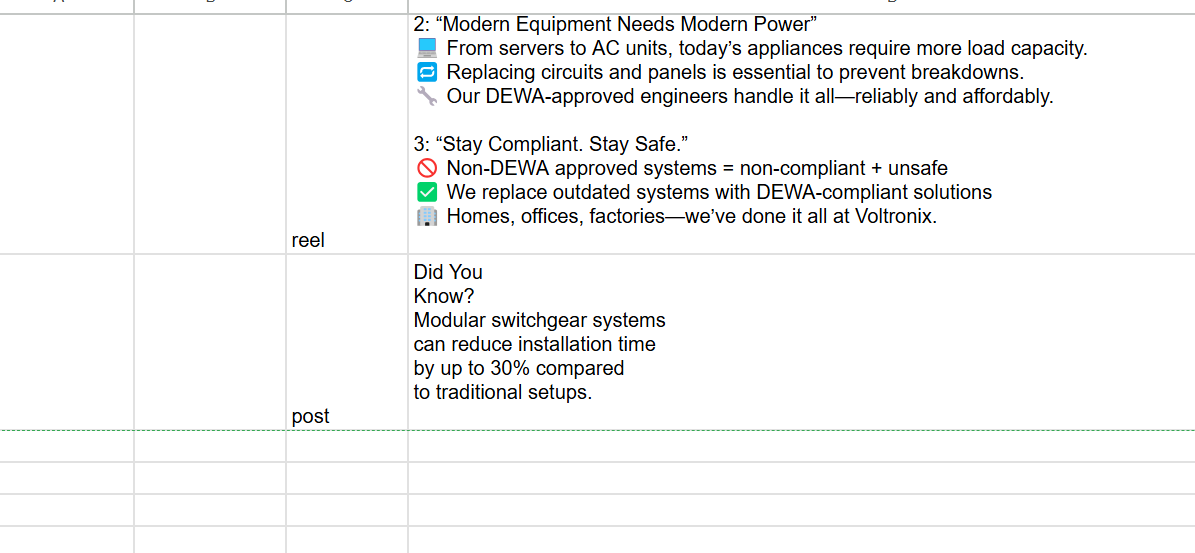 2: “Modern Equipment Needs Modern Power”
💻 From servers to AC units, today’s appliances require more load capacity.
🔁 Replacing circuits and panels is essential to prevent breakdowns.
🔧 Our DEWA-approved engineers handle it all—reliably and affordably.
3: “Stay Compliant. Stay Safe.”
🚫 Non-DEWA approved systems = non-compliant + unsafe
✅ We replace outdated systems with DEWA-compliant solutions
🏢 Homes, offices, factories—we’ve done it all at Voltronix.
reel
Did You
Know?
Modular switchgear systems
can reduce installation time
by up to 30% compared
to traditional setups.
post